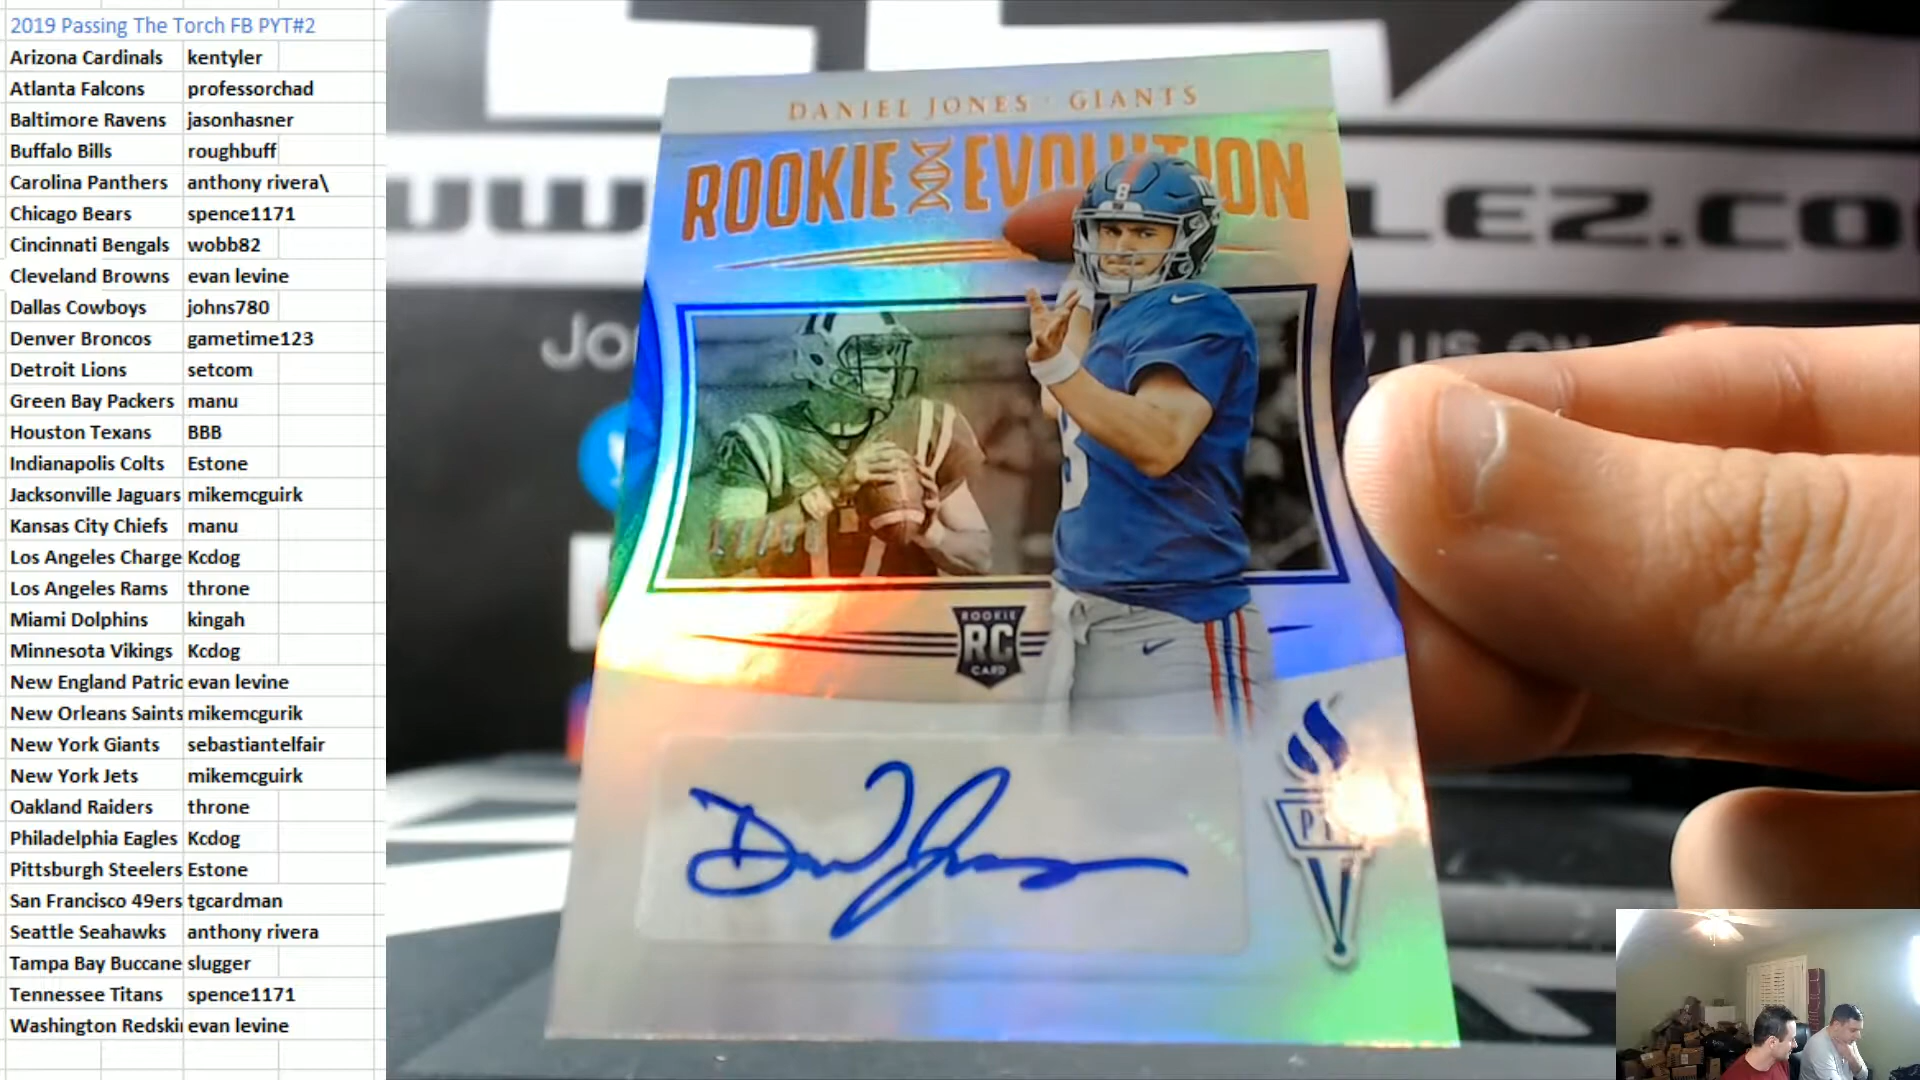 2019 Passing The Torch FB PYT#2
Arizona Cardinals kentyler
Atlanta Falcons professorchad
Baltimore Ravens jasonhasner
Buffalo Bills roughbuff
Carolina Panthers anthony rivera\
Chicago Bears spence1171
Cincinnati Bengals wobb82
Cleveland Browns evan levine
Dallas Cowboys johns780
Denver Broncos gametime123
Detroit Lions setcom
Green Bay Packers manu
Houston Texans BBB
Indianapolis Colts Estone
Jacksonville Jaguars mikemcguirk
Kansas City Chiefs manu
Los Angeles Charge Kcdog
Los Angeles Rams throne
Miami Dolphins kingah
Minnesota Vikings Kcdog
New England Patric evan levine
New Orleans Saints mikemcgurik
New York Giants sebastiantelfair
New York Jets mikemcguirk
Oakland Raiders throne
Philadelphia Eagles Kcdog
Pittsburgh Steelers Estone
San Francisco 49ers tgcardman
Seattle Seahawks anthony rivera
Tampa Bay Buccane slugger
Tennessee Titans spence1171
Washington Redski evan levine
DANIEL JONES · GIANTS
ROOKIE EVOLUTION
8
8
ROOKIE
RC
CARD
US ON